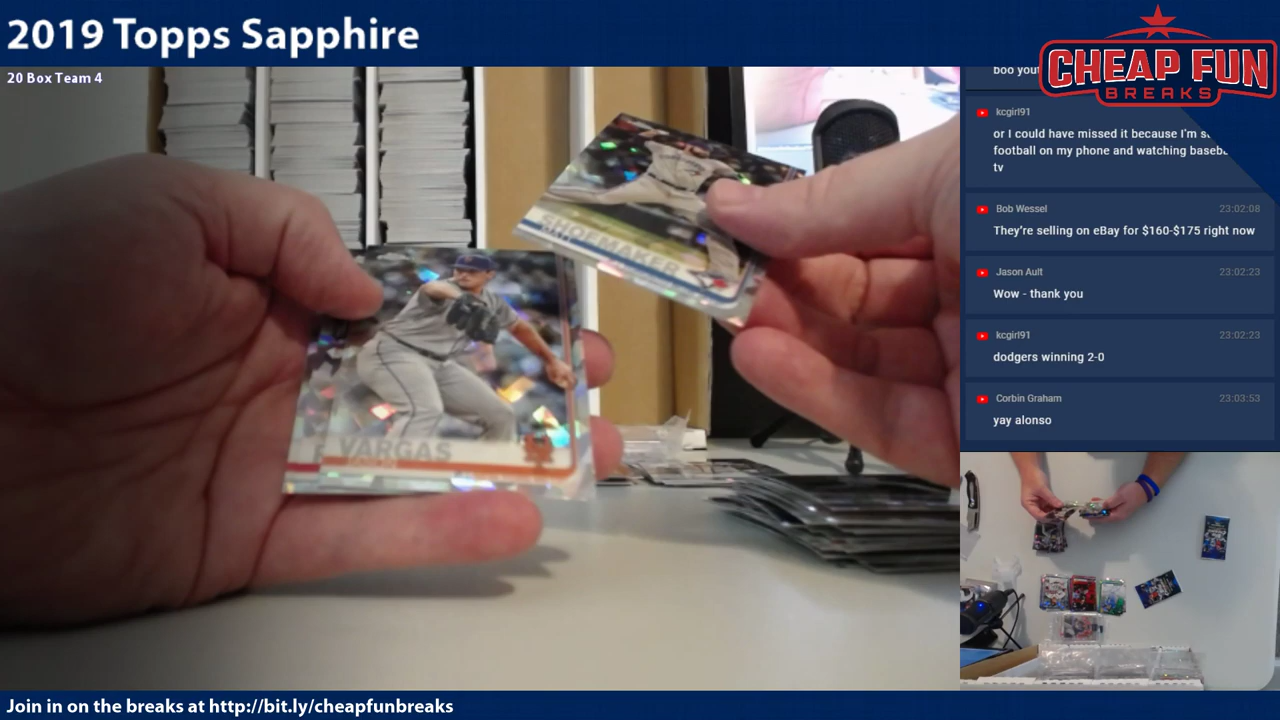 2019 Topps Sapphire
20 Box Team 4
CHEAP FUN
BREAKS
kcgirl91
or I could have missed it because I'm
football on my phone and watching
tv
Bob Wessel 23:02:08
They're selling on eBay for $160-$175 right now
Jason Ault 23:02:23
Wow - thank you
kcgirl91 23:02:23
dodgers winning 2-0
Corbin Graham 23:03:53
yay alonso
SHOEMAKER
VARGAS
Join in on the breaks at http://bit.ly/cheapfunbreaks